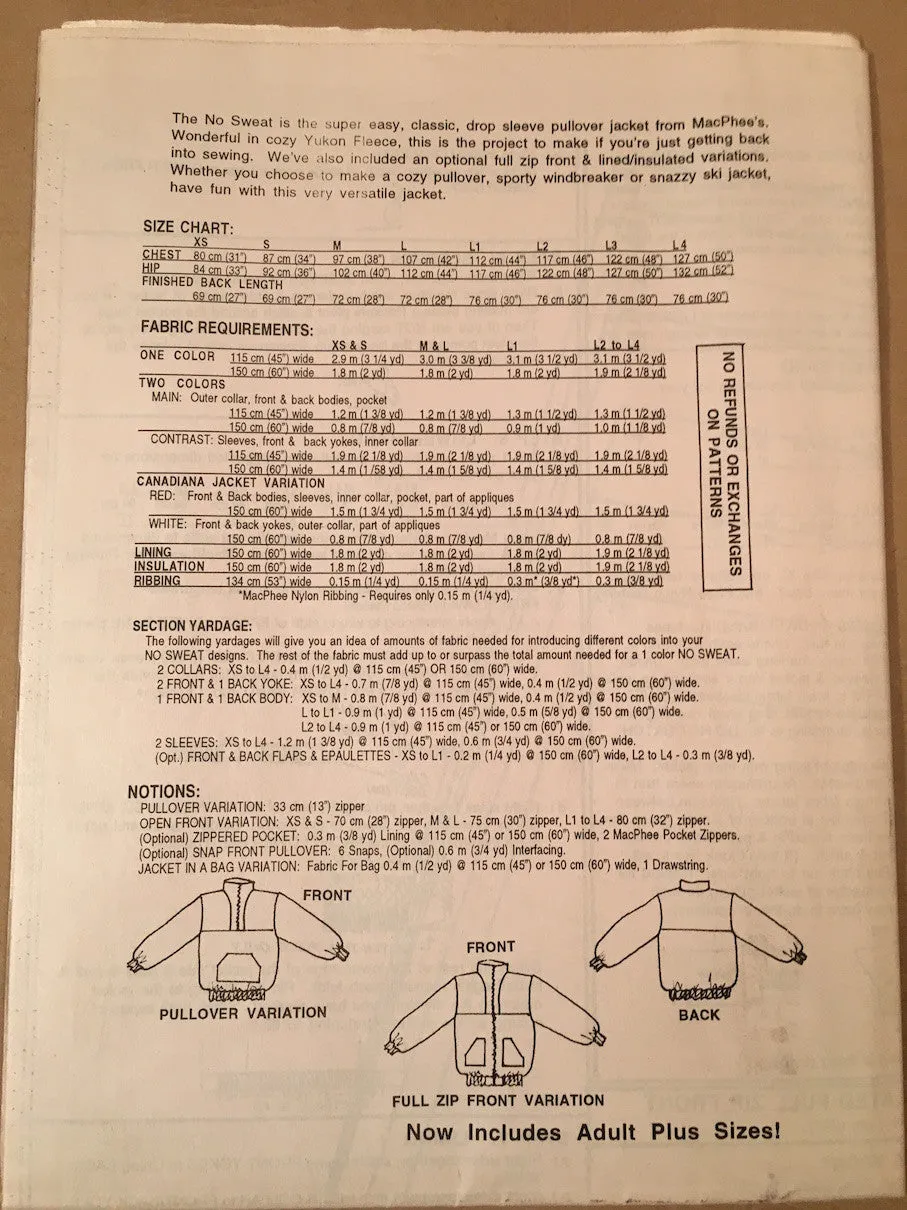 The No Sweat is the super easy, classic, drop sleeve pullover jacket from MacPhee's.
Wonderful in cozy Yukon Fleece, this is the project to make if you're just getting back
into sewing. We've also included an optional full zip front & lined/insulated variations.
Whether you choose to make a cozy pullover, sporty windbreaker or snazzy ski jacket,
have fun with this very versatile jacket.
SIZE CHART:
XS S M L L1 L2 L3 L4
CHEST 80 cm (31") 87 cm (34") 97 cm (38") 107 cm (42") 112 cm (44") 117 cm (46") 122 cm (48") 127 cm (50")
HIP 84 cm (33") 92 cm (36") 102 cm (40") 112 cm (44") 117 cm (46") 122 cm (48") 127 cm (50") 132 cm (52")
FINISHED BACK LENGTH
69 cm (27") 69 cm (27") 72 cm (28") 72 cm (28") 76 cm (30") 76 cm (30") 76 cm (30") 76 cm (30")
FABRIC REQUIREMENTS:
XS & S M & L L1 L2 to L4
ONE COLOR 115 cm (45") wide 2.9 m (3 1/4 yd) 3.0 m (3 3/8 yd) 3.1 m (3 1/2 yd) 3.1 m (3 1/2 yd)
150 cm (60") wide 1.8 m (2 yd) 1.8 m (2 yd) 1.8 m (2 yd) 1.9 m (2 1/8 yd)
TWO COLORS
MAIN: Outer collar, front & back bodies, pocket
115 cm (45") wide 1.2 m (1 3/8 yd) 1.2 m (1 3/8 yd) 1.3 m (1 1/2 yd) 1.3 m (1 1/2 yd)
150 cm (60") wide 0.8 m (7/8 yd) 0.8 m (7/8 yd) 0.9 m (1 yd) 1.0 m (1 1/8 yd)
CONTRAST: Sleeves, front & back yokes, inner collar
115 cm (45") wide 1.9 m (2 1/8 yd) 1.9 m (2 1/8 yd) 1.9 m (2 1/8 yd) 1.9 m (2 1/8 yd)
150 cm (60") wide 1.4 m (1 /58 yd) 1.4 m (1 5/8 yd) 1.4 m (1 5/8 yd) 1.4 m (1 5/8 yd)
CANADIANA JACKET VARIATION
RED: Front & Back bodies, sleeves, inner collar, pocket, part of appliques
150 cm (60") wide 1.5 m (1 3/4 yd) 1.5 m (1 3/4 yd) 1.5 m (1 3/4 yd) 1.5 m (1 3/4 yd)
WHITE: Front & back yokes, outer collar, part of appliques
150 cm (60") wide 0.8 m (7/8 yd) 0.8 m (7/8 yd) 0.8 m (7/8 dy) 0.8 m (7/8 yd)
LINING 150 cm (60") wide 1.8 m (2 yd) 1.8 m (2 yd) 1.8 m (2 yd) 1.9 m (2 1/8 yd)
INSULATION 150 cm (60") wide 1.8 m (2 yd) 1.8 m (2 yd) 1.8 m (2 yd) 1.9 m (2 1/8 yd)
RIBBING 134 cm (53") wide 0.15 m (1/4 yd) 0.15 m (1/4 yd) 0.3 m* (3/8 yd*) 0.3 m (3/8 yd)
*MacPhee Nylon Ribbing - Requires only 0.15 m (1/4 yd).
NO REFUNDS OR EXCHANGES
ON PATTERNS
SECTION YARDAGE:
The following yardages will give you an idea of amounts of fabric needed for introducing different colors into your
NO SWEAT designs. The rest of the fabric must add up to or surpass the total amount needed for a 1 color NO SWEAT.
2 COLLARS: XS to L4 - 0.4 m (1/2 yd) @ 115 cm (45") OR 150 cm (60") wide.
2 FRONT & 1 BACK YOKE: XS to L4 - 0.7 m (7/8 yd) @ 115 cm (45") wide, 0.4 m (1/2 yd) @ 150 cm (60") wide.
1 FRONT & 1 BACK BODY: XS to M - 0.8 m (7/8 yd) @ 115 cm (45") wide, 0.4 m (1/2 yd) @ 150 cm (60") wide.
L to L1 - 0.9 m (1 yd) @ 115 cm (45") wide, 0.5 m (5/8 yd) @ 150 cm (60") wide.
L2 to L4 - 0.9 m (1 yd) @ 115 cm (45") wide or 150 cm (60") wide.
2 SLEEVES: XS to L4 - 1.2 m (1 3/8 yd) @ 115 cm (45") wide, 0.6 m (3/4 yd) @ 150 cm (60") wide.
(Opt.) FRONT & BACK FLAPS & EPAULETTES - XS to L1 - 0.2 m (1/4 yd) @ 150 cm (60") wide, L2 to L4 - 0.3 m (3/8 yd).
NOTIONS:
PULLOVER VARIATION: 33 cm (13") zipper
OPEN FRONT VARIATION: XS & S - 70 cm (28") zipper, M & L - 75 cm (30") zipper, L1 to L4 - 80 cm (32") zipper.
(Optional) ZIPPERED POCKET: 0.3 m (3/8 yd) Lining @ 115 cm (45") or 150 cm (60") wide, 2 MacPhee Pocket Zippers.
(Optional) SNAP FRONT PULLOVER: 6 Snaps, (Optional) 0.6 m (3/4 yd) Interfacing.
JACKET IN A BAG VARIATION: Fabric For Bag 0.4 m (1/2 yd) @ 115 cm (45") or 150 cm (60") wide, 1 Drawstring.
FRONT
PULLOVER VARIATION
FRONT
FULL ZIP FRONT VARIATION
BACK
Now Includes Adult Plus Sizes!